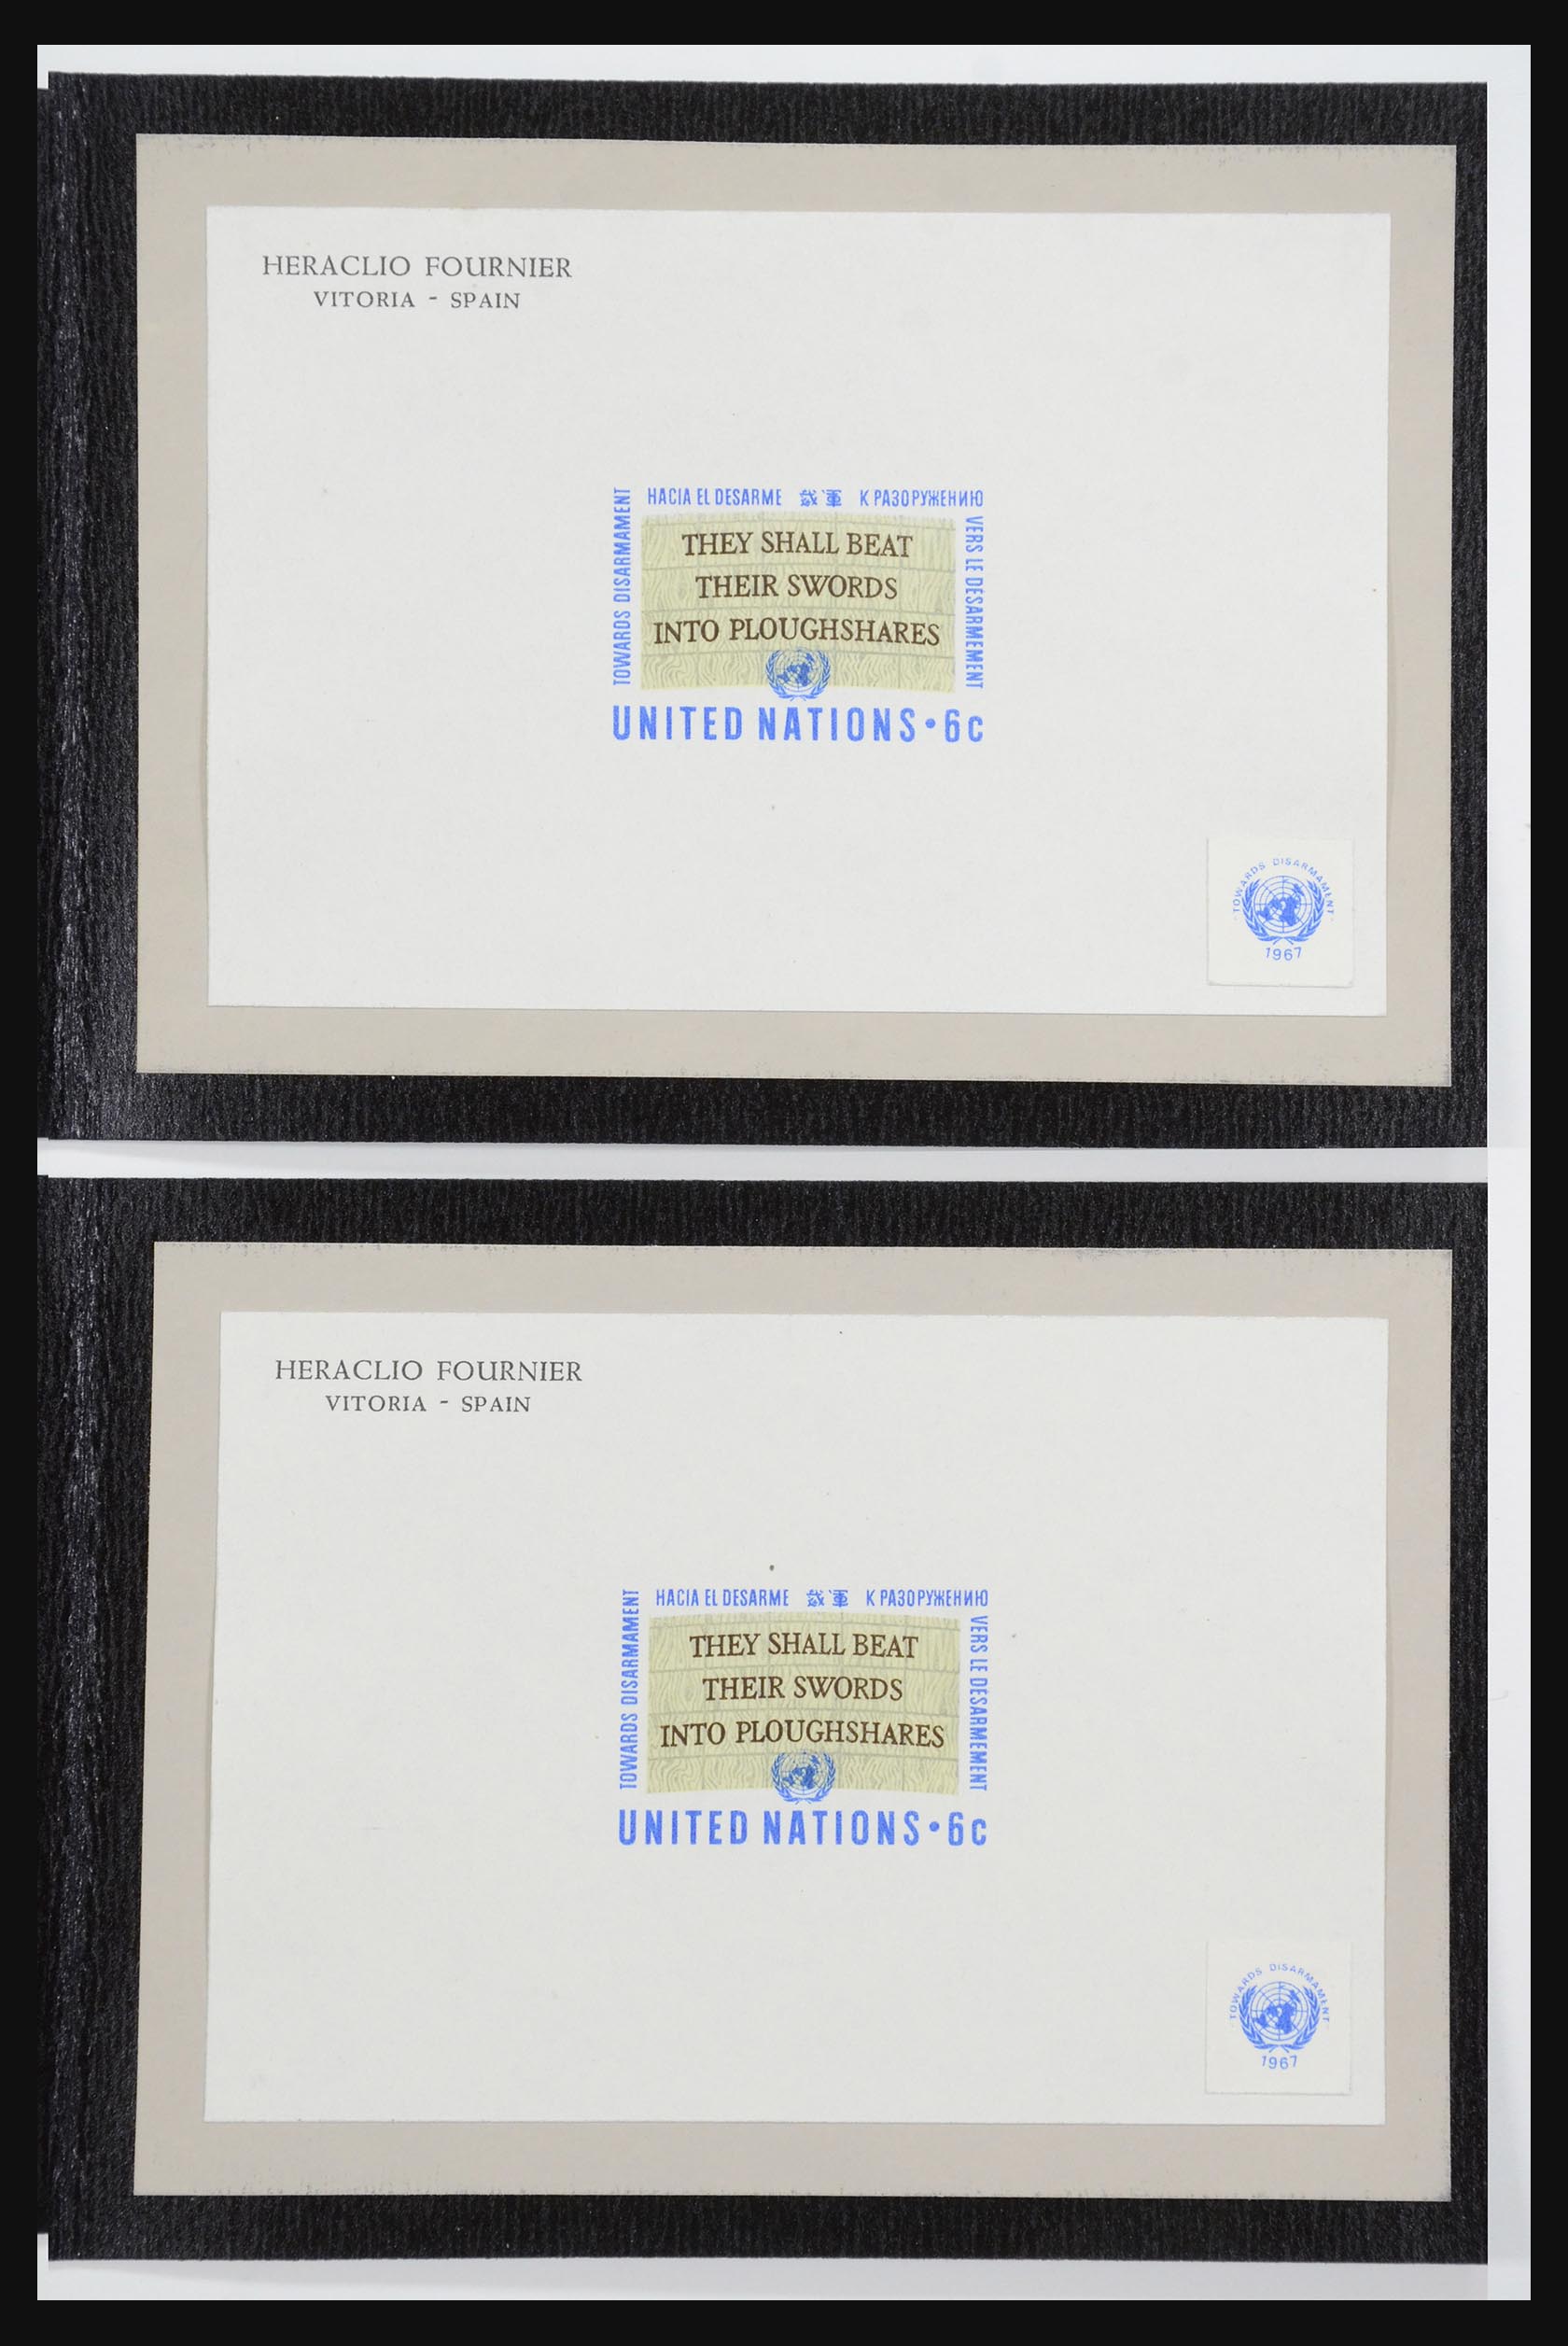 HERACLIO FOURNIER
VITORIA - SPAIN
HACIA EL DESARME 裁軍 К РАЗОРУЖЕНИЮ
TOWARDS DISARMAMENT
VERS LE DESARMEMENT
THEY SHALL BEAT
THEIR SWORDS
INTO PLOUGHSHARES
UNITED NATIONS • 6c
TOWARDS DISARMAMENT
1967
HERACLIO FOURNIER
VITORIA - SPAIN
HACIA EL DESARME 裁軍 К РАЗОРУЖЕНИЮ
TOWARDS DISARMAMENT
VERS LE DESARMEMENT
THEY SHALL BEAT
THEIR SWORDS
INTO PLOUGHSHARES
UNITED NATIONS • 6c
TOWARDS DISARMAMENT
1967